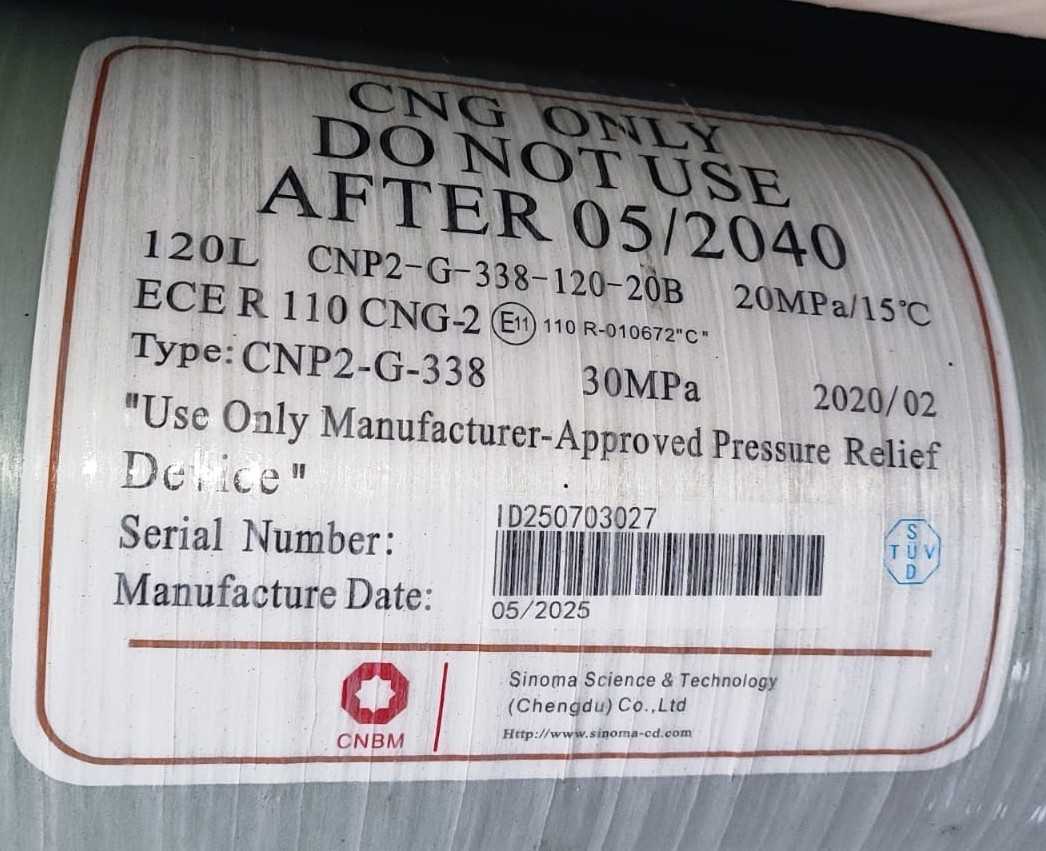 CNG ONLY
DO NOT USE
AFTER 05/2040
120L CNP2-G-338-120-20B 20MPa/15℃
ECE R 110 CNG-2 E11 110 R-010672"C"
Type: CNP2-G-338 30MPa 2020/02
"Use Only Manufacturer-Approved Pressure Relief
Device"
Serial Number: ID250703027
Manufacture Date: 05/2025
S
TUV
D
CNBM
Sinoma Science & Technology
(Chengdu) Co.,Ltd
Http://www.sinoma-cd.com